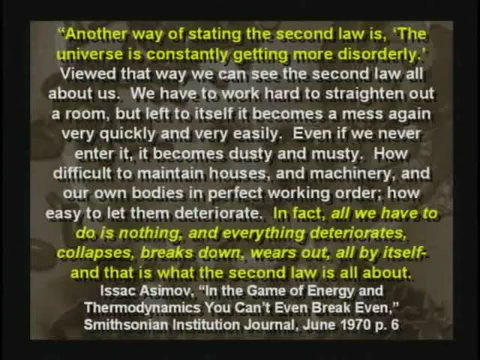 “Another way of stating the second law is, ‘The
universe is constantly getting more disorderly.’
Viewed that way we can see the second law all
about us.  We have to work hard to straighten out
a room, but left to itself it becomes a mess again
very quickly and very easily.  Even if we never
enter it, it becomes dusty and musty.  How
difficult to maintain houses, and machinery, and
our own bodies in perfect working order; how
easy to let them deteriorate.  In fact, all we have to
do is nothing, and everything deteriorates,
collapses, breaks down, wears out, all by itself-
and that is what the second law is all about.
Issac Asimov, “In the Game of Energy and
Thermodynamics You Can’t Even Break Even,”
Smithsonian Institution Journal, June 1970 p. 6